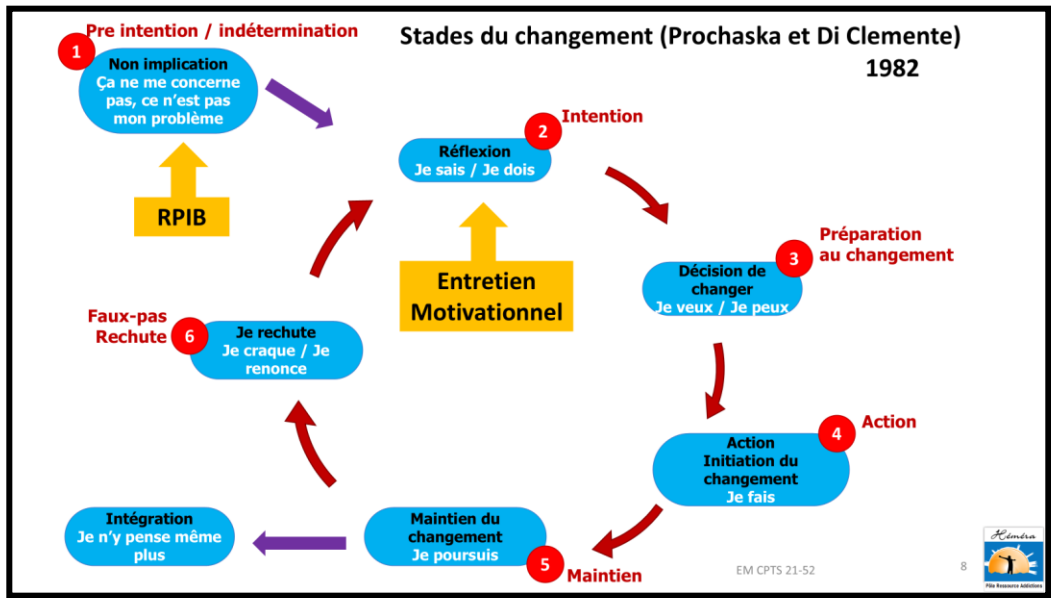 Stades du changement (Prochaska et Di Clemente)
1982
Pre intention / indétermination
1
Non implication
Ça ne me concerne
pas, ce n'est pas
mon problème
RPIB
Intention
2
Réflexion
Je sais / Je dois
Entretien
Motivationnel
Préparation
au changement
3
Décision de
changer
Je veux / Je peux
Action
4
Action
Initiation du
changement
Je fais
Maintien du
changement
Je poursuis
5
Maintien
Intégration
Je n'y pense même
plus
Faux-pas
Rechute
6
Je rechute
Je craque / Je
renonce
EM CPTS 21-52
8
Héméra
Pôle Ressource Addictions